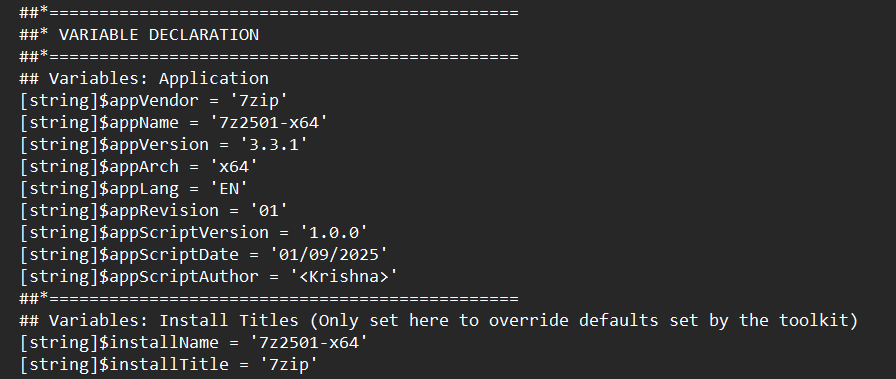 ##*===============================================
##* VARIABLE DECLARATION
##*===============================================
## Variables: Application
[string]$appVendor = '7zip'
[string]$appName = '7z2501-x64'
[string]$appVersion = '3.3.1'
[string]$appArch = 'x64'
[string]$appLang = 'EN'
[string]$appRevision = '01'
[string]$appScriptVersion = '1.0.0'
[string]$appScriptDate = '01/09/2025'
[string]$appScriptAuthor = '<Krishna>'
##*===============================================
## Variables: Install Titles (Only set here to override defaults set by the toolkit)
[string]$installName = '7z2501-x64'
[string]$installTitle = '7zip'